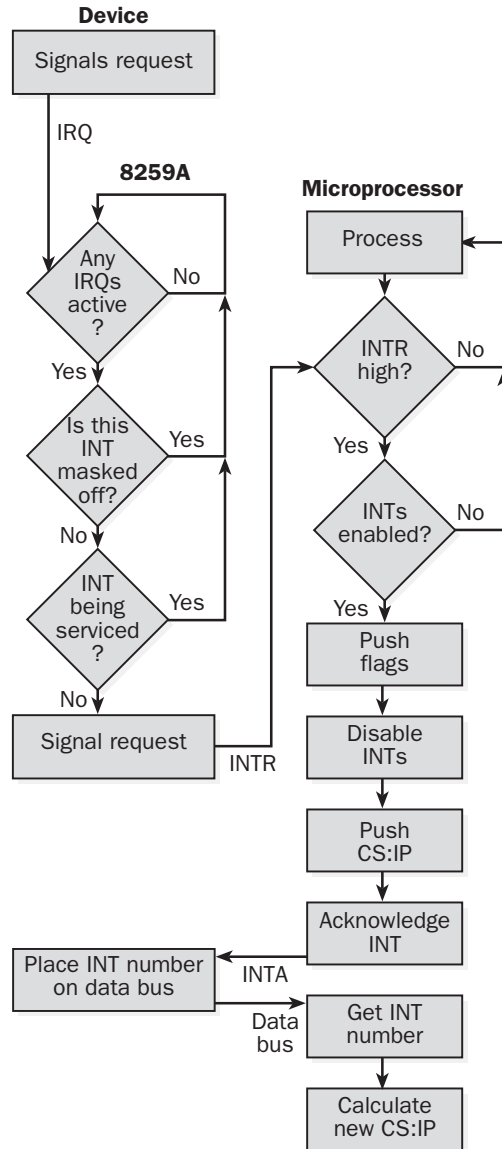 Device
Signals request
IRQ
8259A
Any
IRQs
active
?
No
Yes
Is this
INT
masked
off?
Yes
No
INT
being
serviced
?
Yes
No
Signal request
INTR
Microprocessor
Process
INTR
high?
No
Yes
INTs
enabled?
No
Yes
Push
flags
Disable
INTs
Push
CS:IP
Acknowledge
INT
INTA
Place INT number
on data bus
Data
bus
Get INT
number
Calculate
new CS:IP